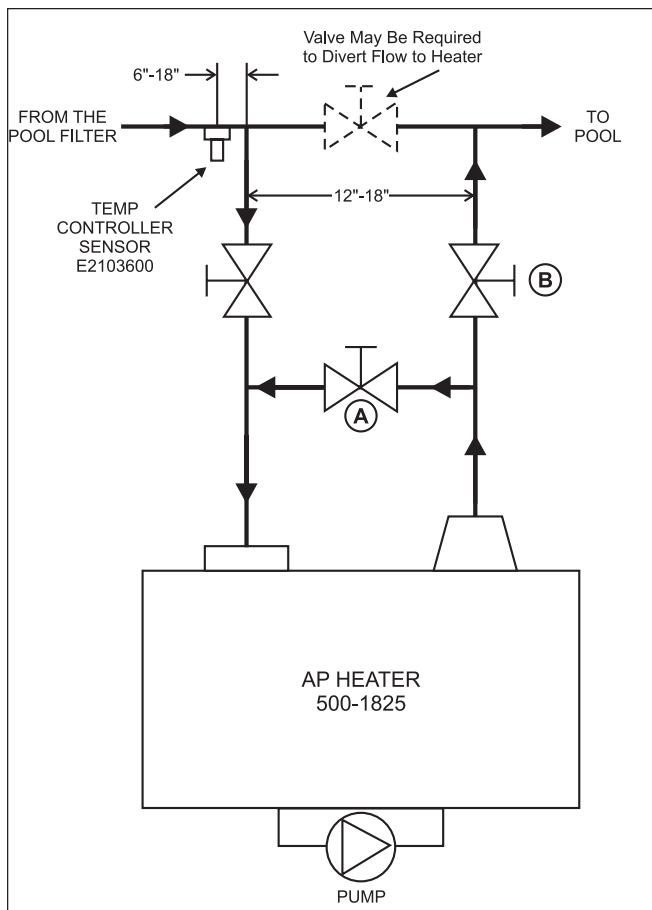 Valve May Be Required
to Divert Flow to Heater
6"-18"
FROM THE
POOL FILTER
TO
POOL
12"-18"
TEMP
CONTROLLER
SENSOR
E2103600
B
A
AP HEATER
500-1825
PUMP